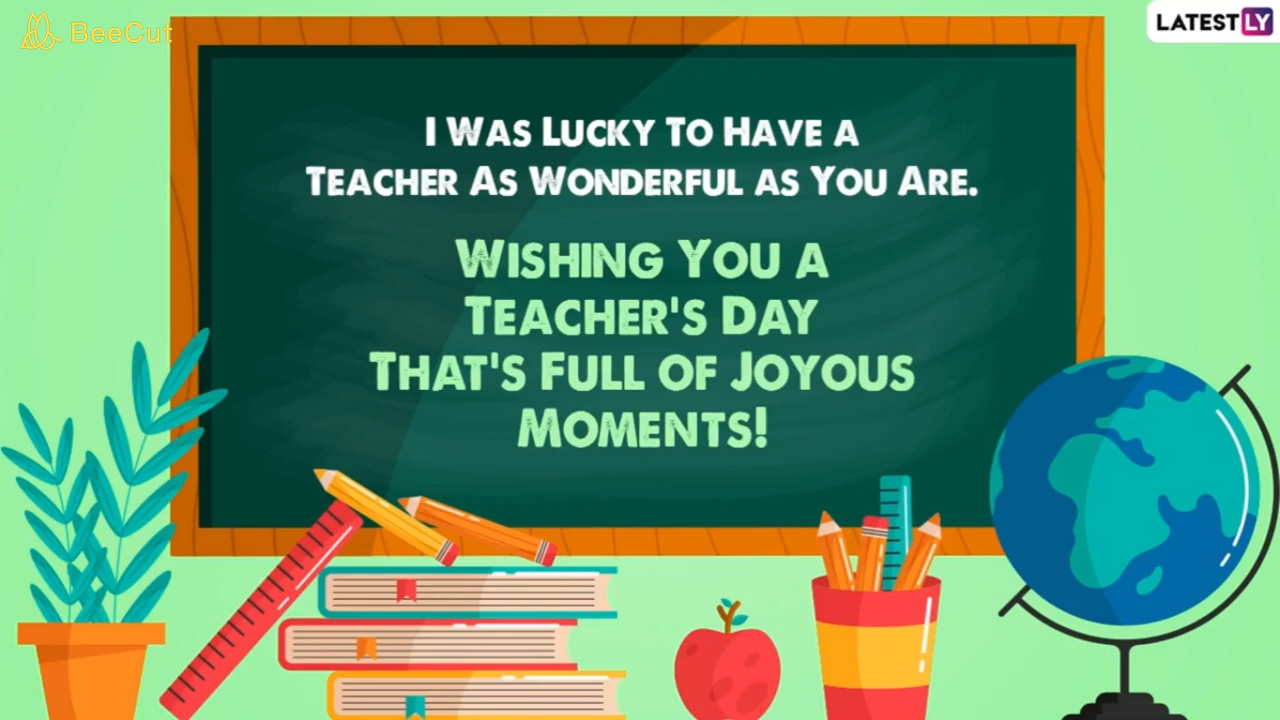 BeeCut
LATESTLY
I Was Lucky To Have a
Teacher As Wonderful as You Are.
Wishing You a
Teacher's Day
That's Full of Joyous
Moments!